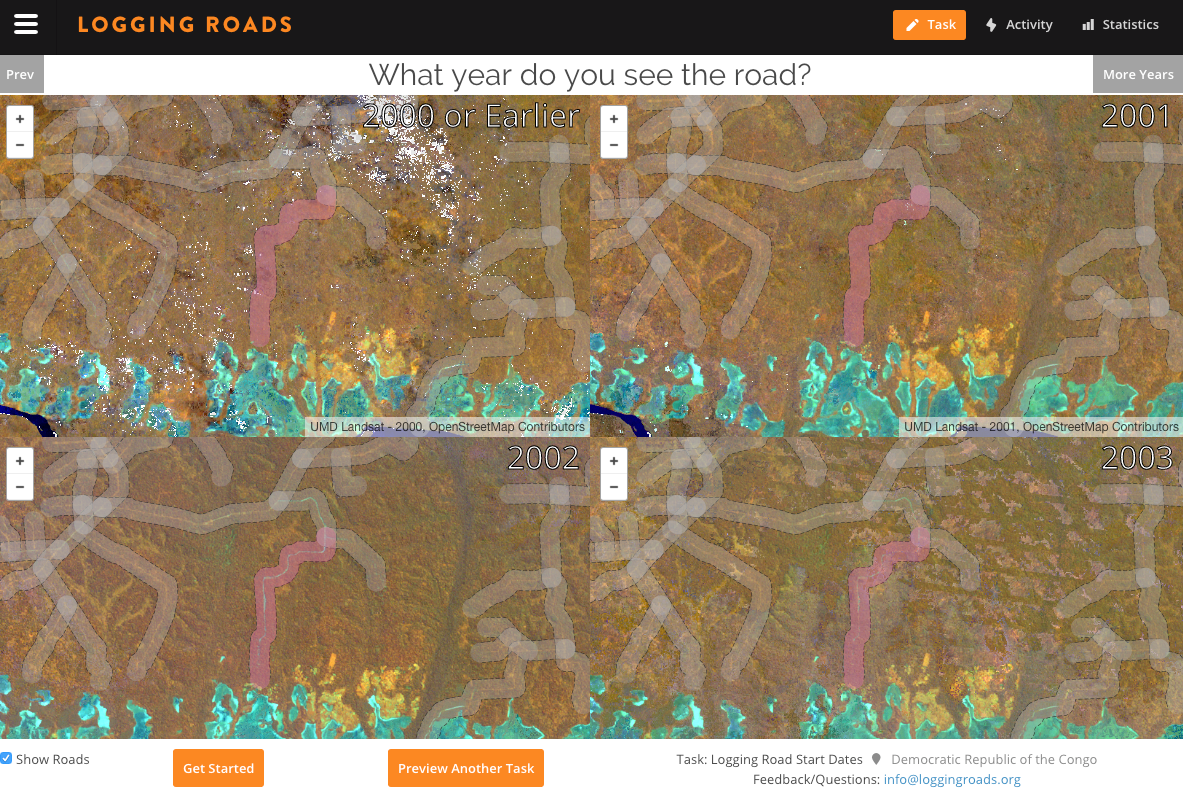 LOGGING ROADS
Task
Activity
Statistics
Prev
What year do you see the road?
More Years
+
−
2000 or Earlier
+
−
2001
UMD Landsat - 2000, OpenStreetMap Contributors
UMD Landsat - 2001, OpenStreetMap Contributors
+
−
2002
+
−
2003
Show Roads
Get Started
Preview Another Task
Task: Logging Road Start Dates
Democratic Republic of the Congo
Feedback/Questions: info@loggingroads.org